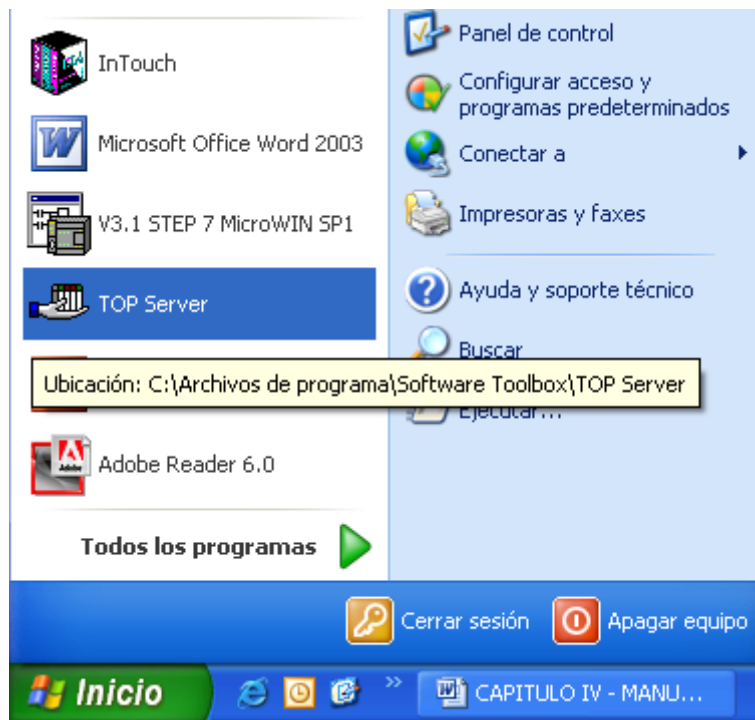 InTouch
Microsoft Office Word 2003
V3.1 STEP 7 MicroWIN SP1
TOP Server
Ubicación: C:\Archivos de programa\Software Toolbox\TOP Server
Adobe Reader 6.0
Todos los programas
Panel de control
Configurar acceso y
programas predeterminados
Conectar a
Impresoras y faxes
Ayuda y soporte técnico
Buscar
Ejecutar...
Cerrar sesión
Apagar equipo
Inicio
CAPITULO IV - MANU...